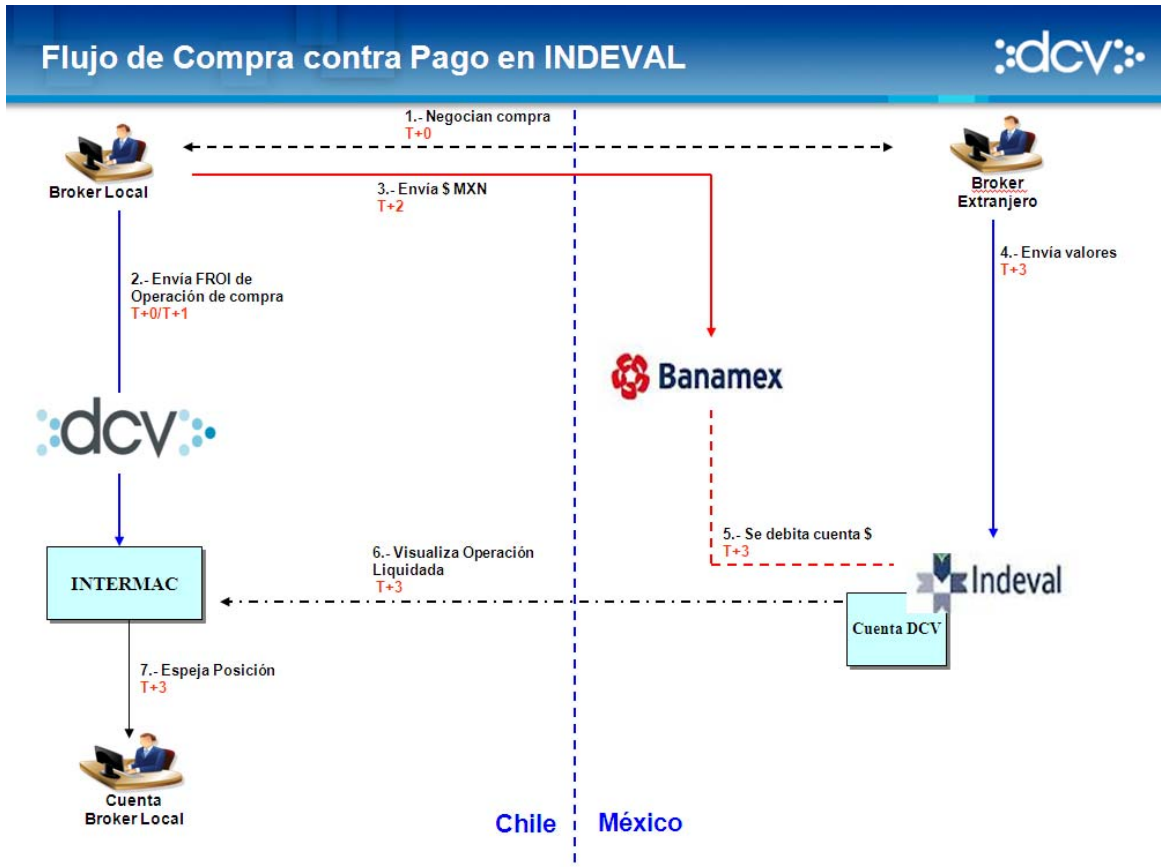 Flujo de Compra contra Pago en INDEVAL
:dcv:
1.- Negocian compra
T+0
Broker Local
Broker
Extranjero
3.- Envía $ MXN
T+2
4.- Envía valores
T+3
2.- Envía FROI de
Operación de compra
T+0/T+1
Banamex
:dcv:
5.- Se debita cuenta $
T+3
6.- Visualiza Operación
Liquidada
T+3
INTERMAC
Indeval
Cuenta DCV
7.- Espeja Posición
T+3
Cuenta
Broker Local
Chile
México